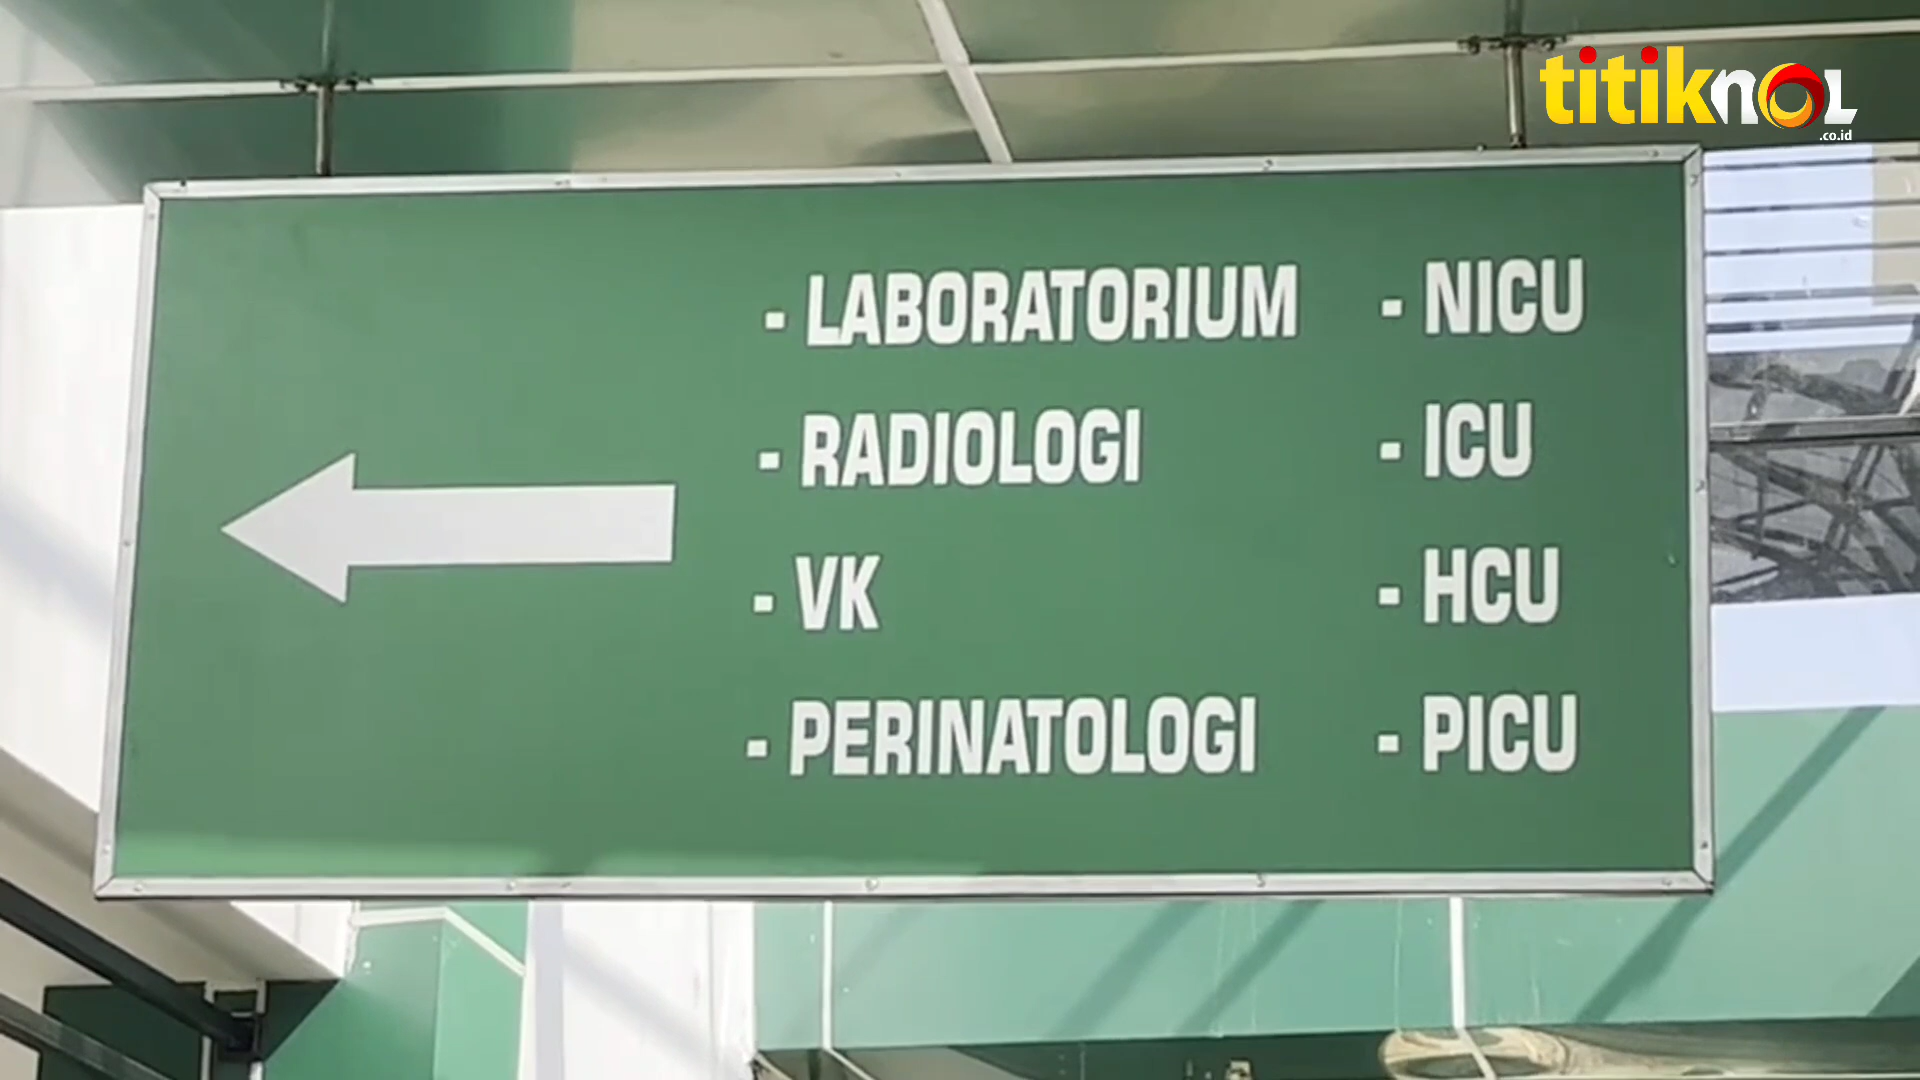 titiknol
.co.id
- LABORATORIUM
- RADIOLOGI
- VK
- PERINATOLOGI
- NICU
- ICU
- HCU
- PICU